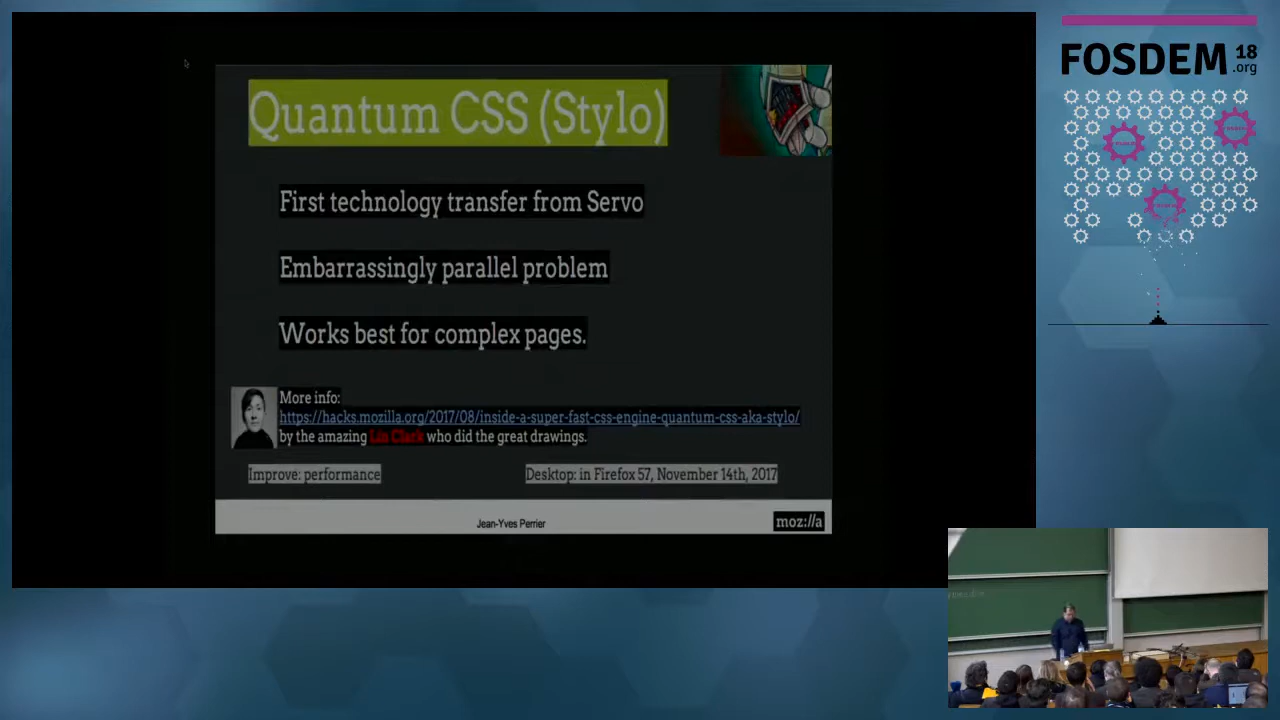 Quantum CSS (Stylo)
First technology transfer from Servo
Embarrassingly parallel problem
Works best for complex pages.
More info:
https://hacks.mozilla.org/2017/08/inside-a-super-fast-css-engine-quantum-css-aka-stylo/
by the amazing Lin Clark who did the great drawings.
Improve: performance
Desktop: in Firefox 57, November 14th, 2017
Jean-Yves Perrier
moz://a
FOSDEM 18
.org